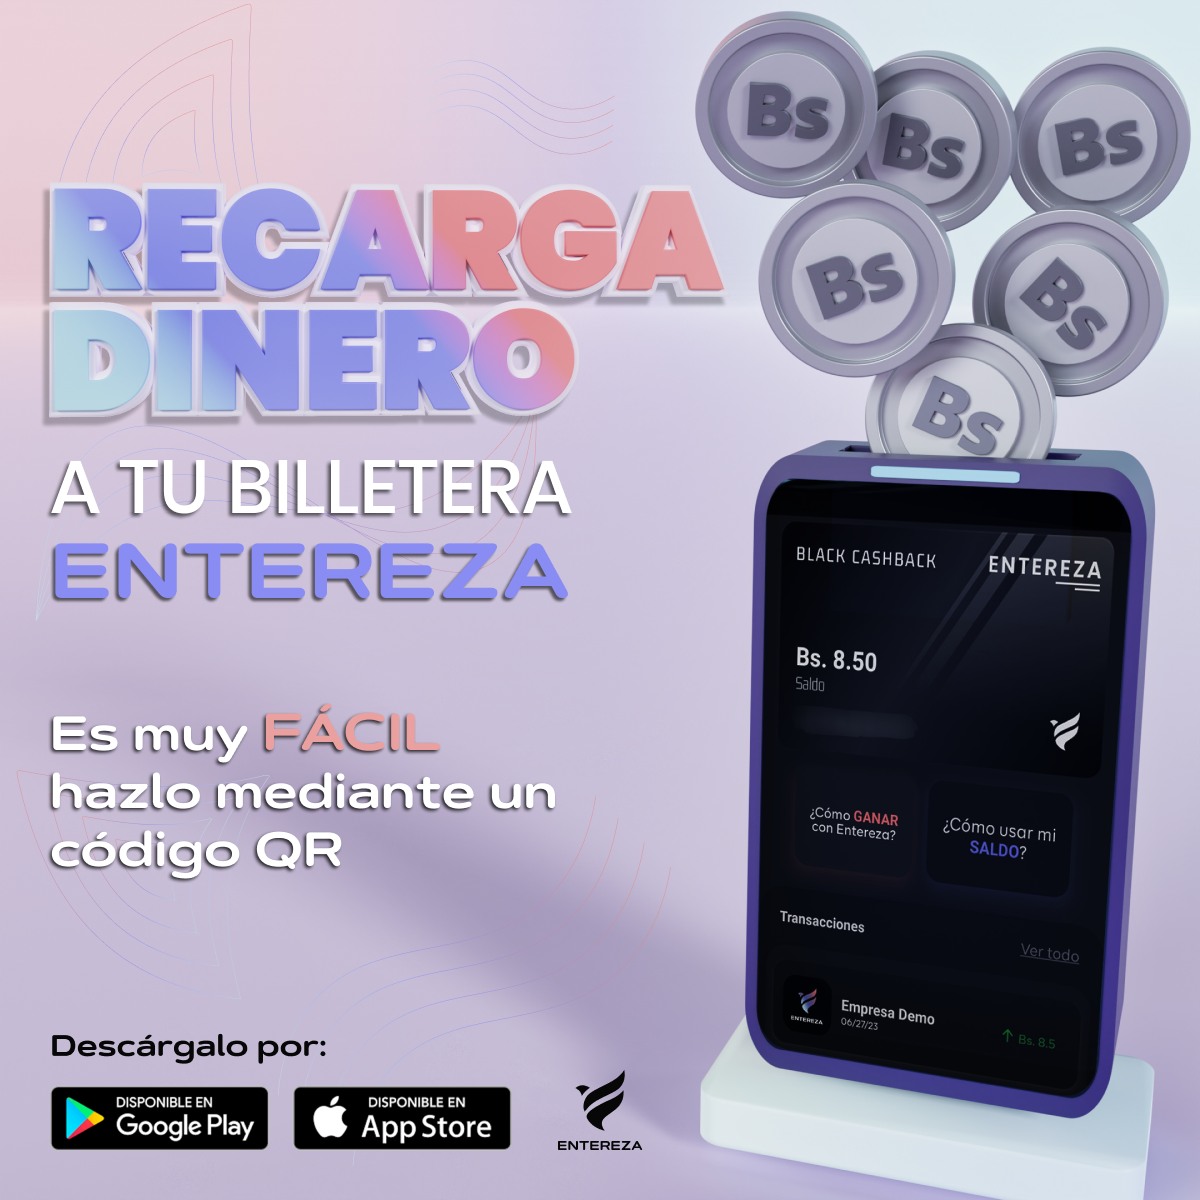 RECARGA
DINERO
A TU BILLETERA
ENTEREZA
Es muy FÁCIL
hazlo mediante un
código QR
Descárgalo por:
DISPONIBLE EN
Google Play
DISPONIBLE EN
App Store
ENTEREZA
Bs
Bs
Bs
Bs
Bs
Bs
BLACK CASHBACK
ENTEREZA
Bs. 8.50
Saldo
¿Cómo GANAR
con Entereza?
¿Cómo usar mi
SALDO?
Transacciones
Ver todo
ENTEREZA
Empresa Demo
06/27/23
↑ Bs. 8.5